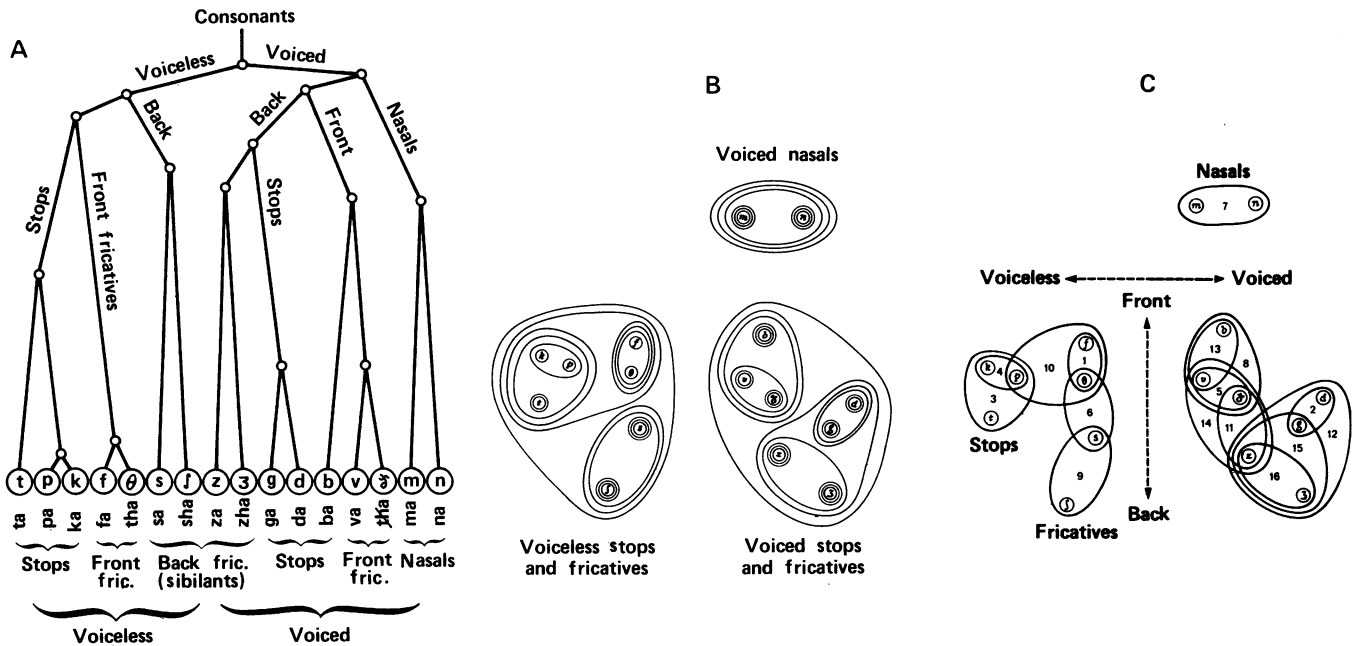 A
Consonants
Voiceless
Voiced
Back
Back
Front
Nasals
Stops
Front fricatives
Stops
t p k f θ s ʃ z ʒ g d b v ð m n
ta pa ka fa tha sa sha za zha ga da ba va tha ma na
Stops Front fric. Back fric. (sibilants) Stops Front fric. Nasals
Voiceless
Voiced
B
Voiced nasals
m n
k p t f θ s ʃ
b v ð d g z ʒ
Voiceless stops
and fricatives
Voiced stops
and fricatives
C
Nasals
m 7 n
Voiceless
Voiced
Front
k 4 p 3 t
10
f 1 θ
6
s
9
ʃ
Stops
Fricatives
Back
b
13
8
v
5
ð
14
11
d
2
g
12
15
z
16
ʒ